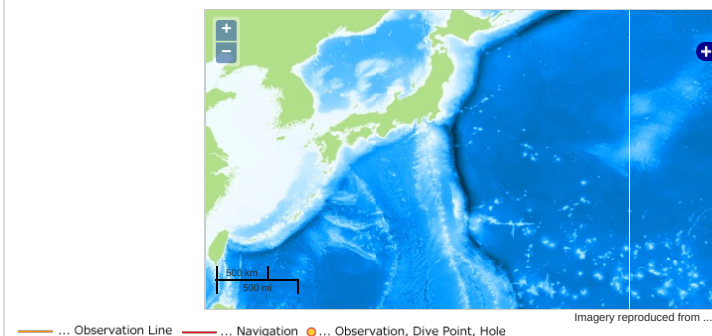 +
−
+
500 km
500 mi
Imagery reproduced from ...
... Observation Line ... Navigation ... Observation, Dive Point, Hole